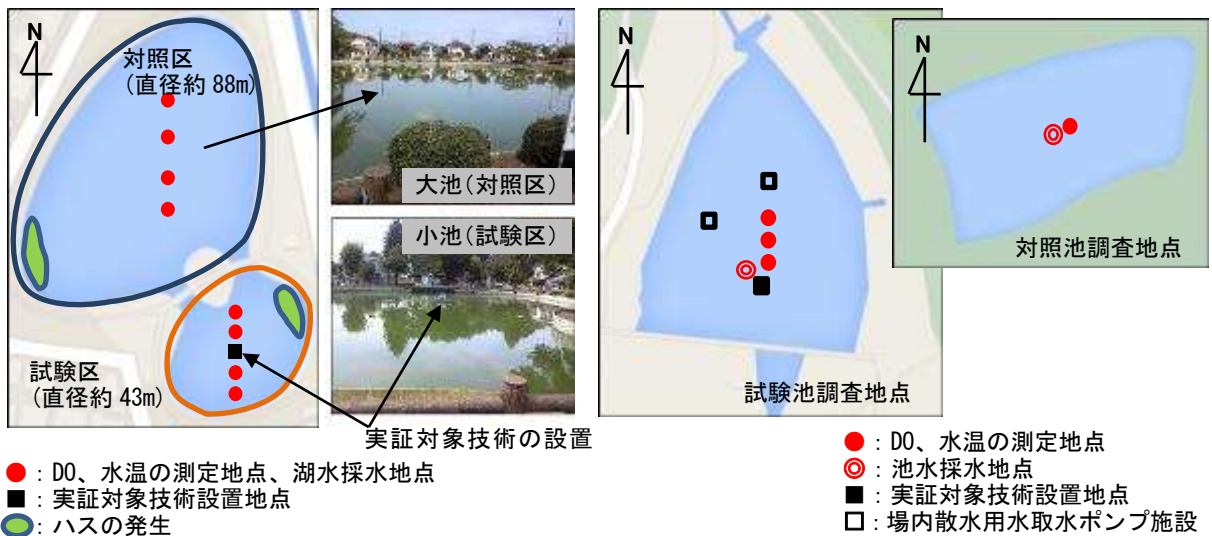 N
対照区
(直径約 88m)
大池(対照区)
小池(試験区)
試験区
(直径約 43m)
実証対象技術の設置
●：DO、水温の測定地点、湖水採水地点
■：実証対象技術設置地点
：ハスの発生
N
試験池調査地点
N
対照池調査地点
●：DO、水温の測定地点
◎：池水採水地点
■：実証対象技術設置地点
□：場内散水用水取水ポンプ施設